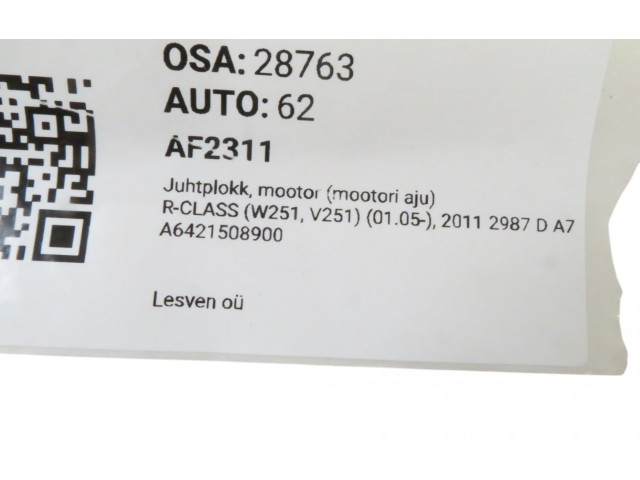 OSA: 28763
AUTO: 62
AF2311
Juhtplokk, mootor (mootori aju)
R-CLASS (W251, V251) (01.05-), 2011 2987 D A7
A6421508900
Lesven oü